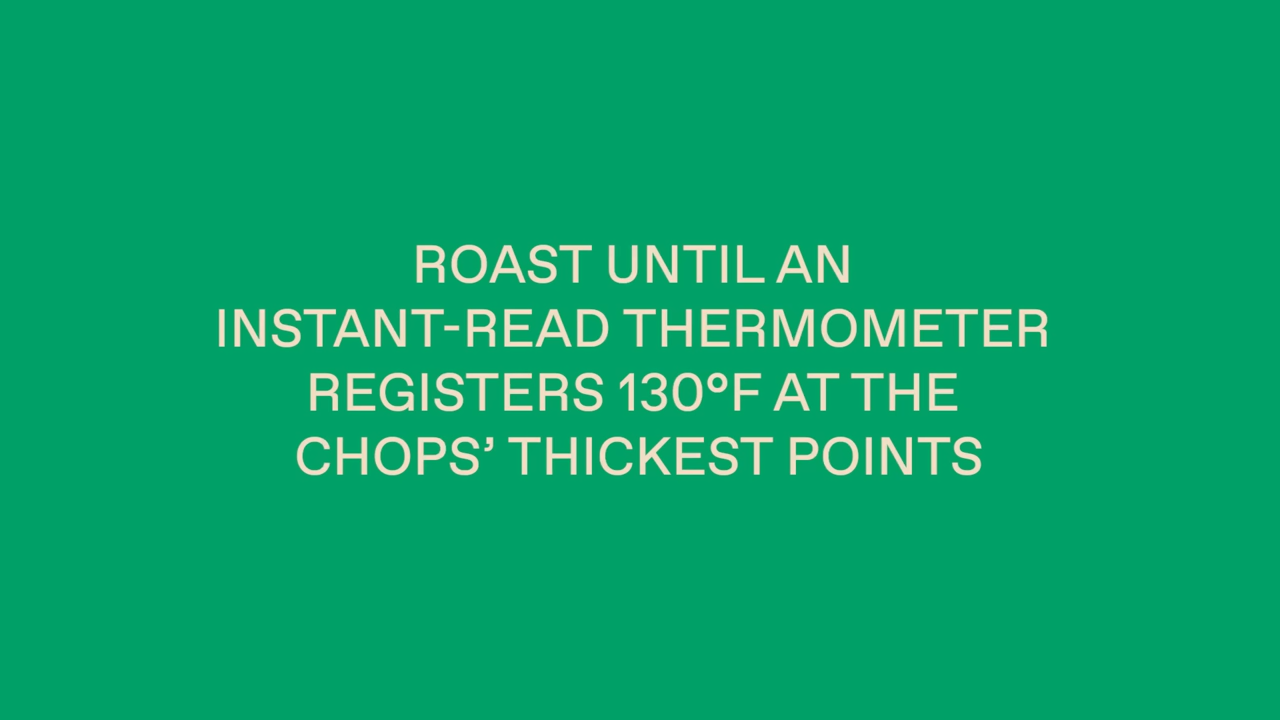 ROAST UNTIL AN
INSTANT-READ THERMOMETER
REGISTERS 130°F AT THE
CHOPS’ THICKEST POINTS